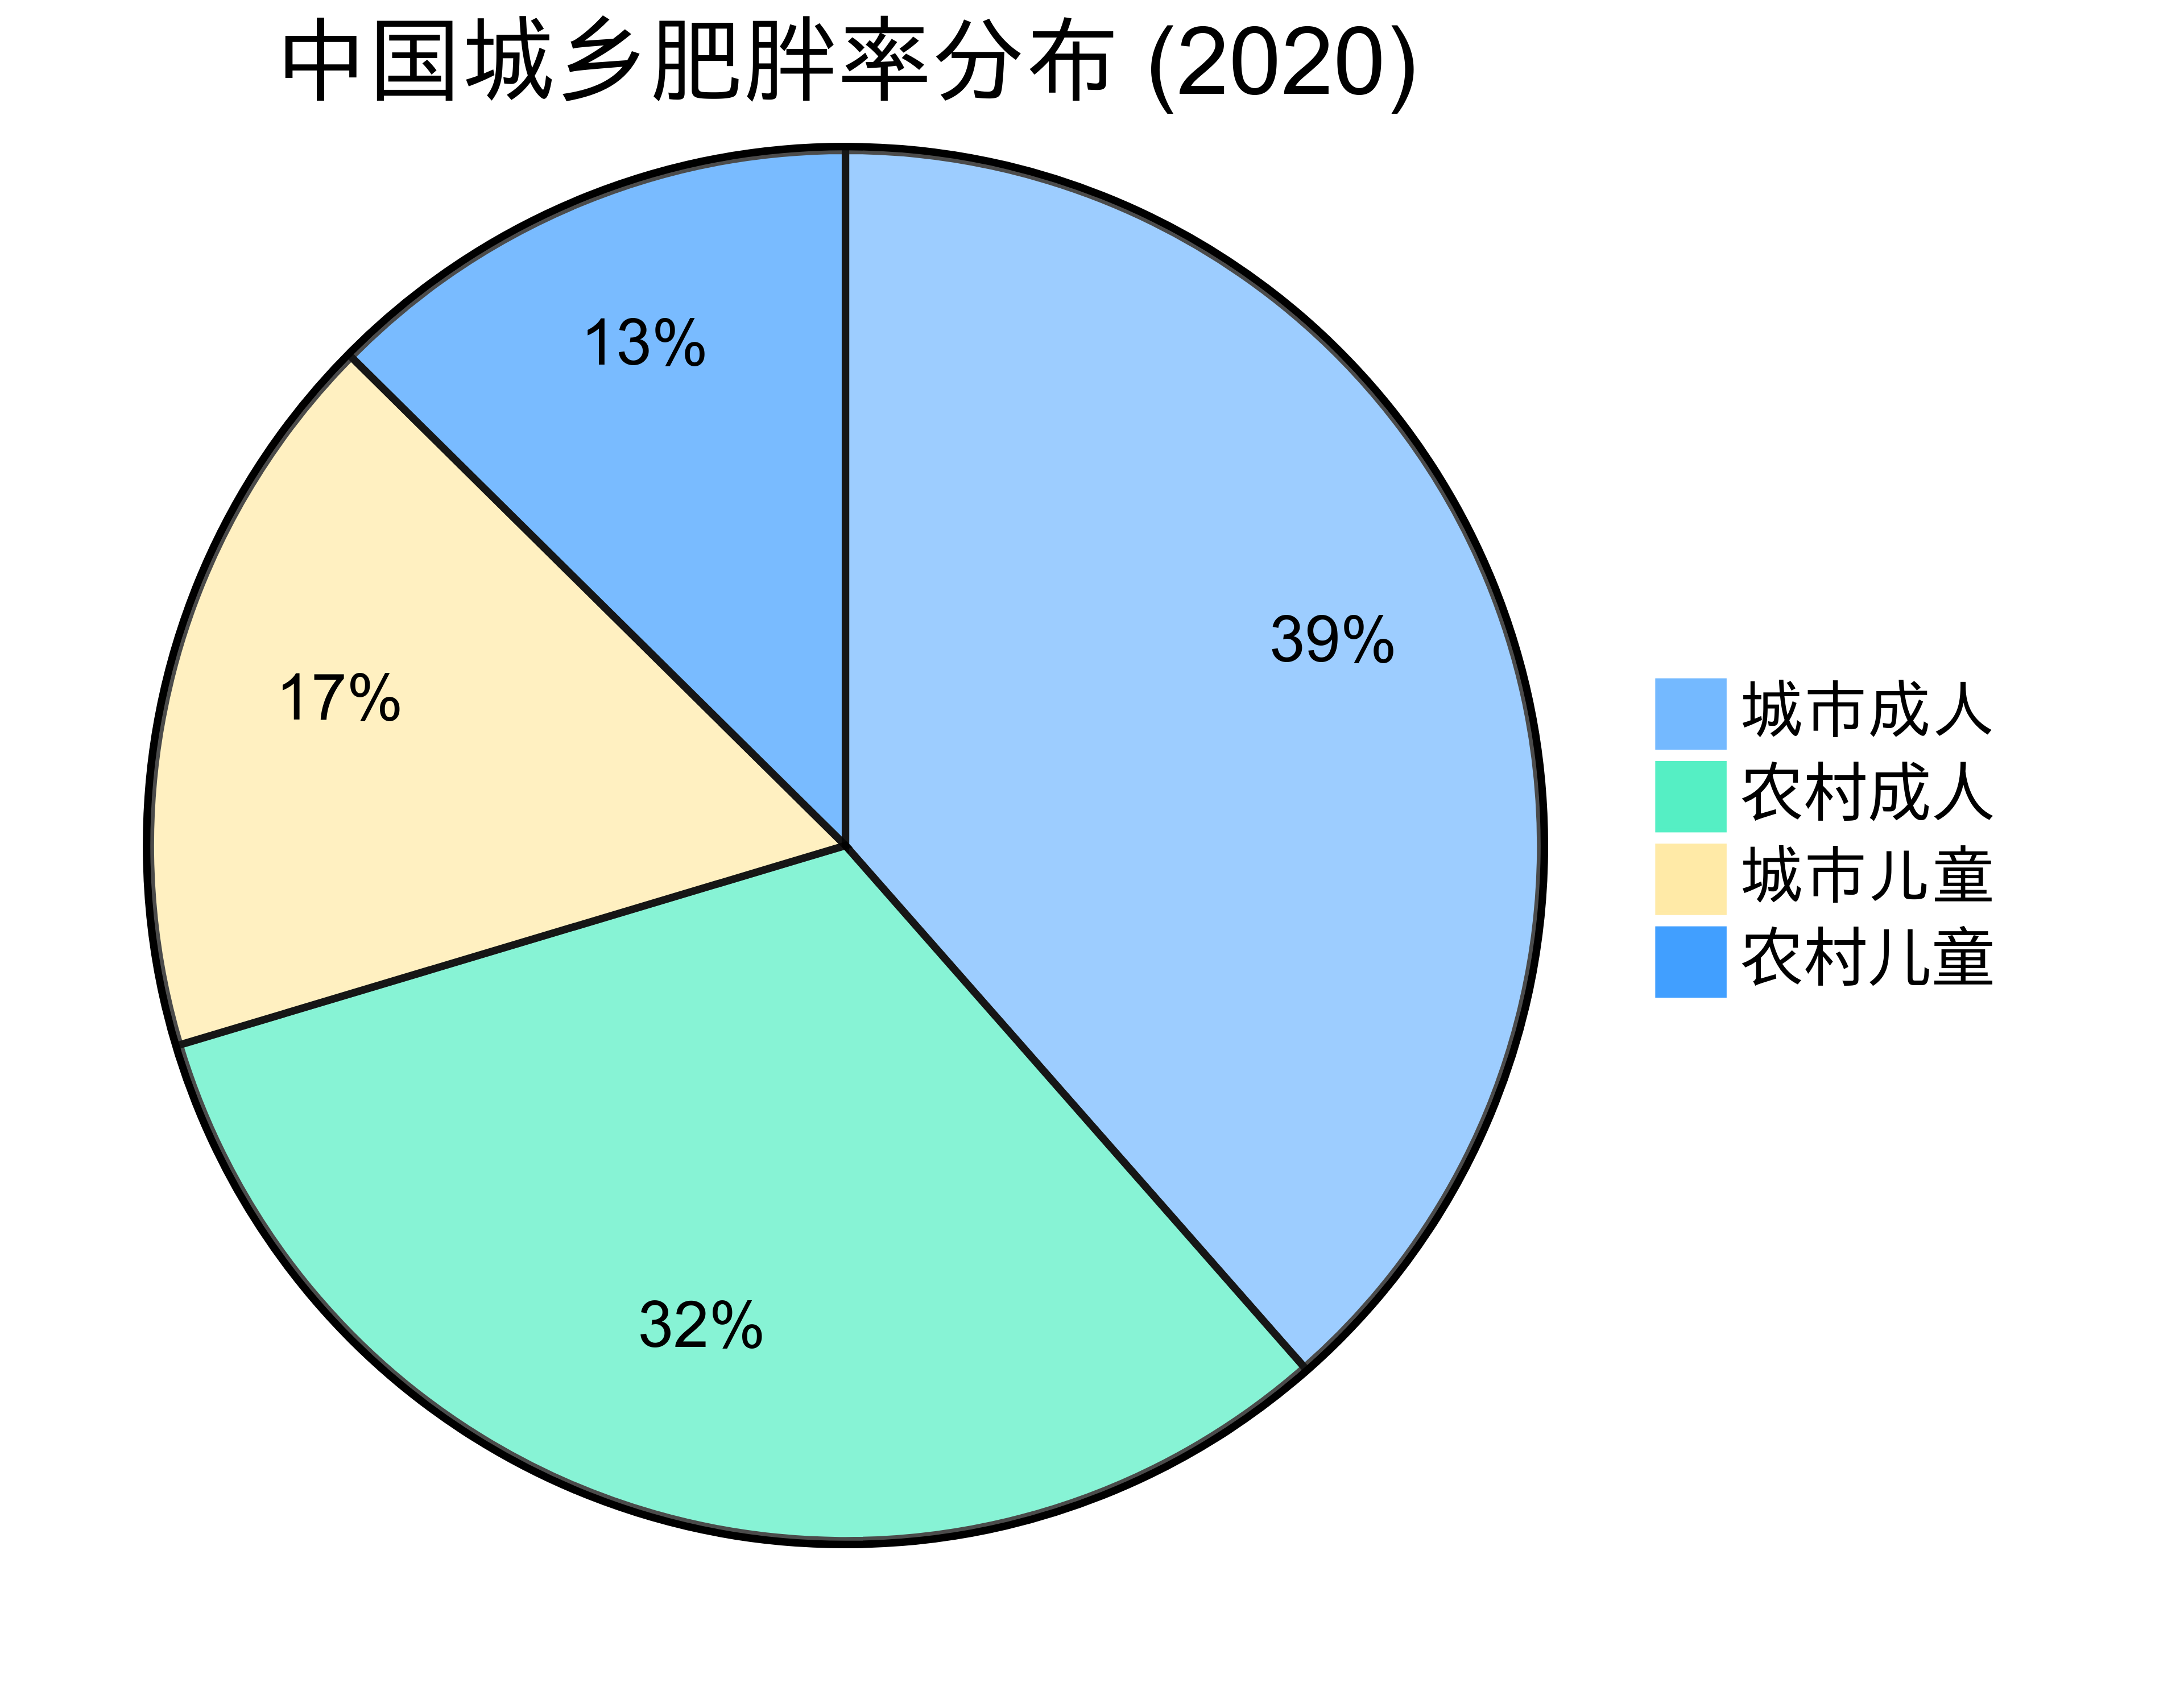 中国城乡肥胖率分布 (2020)
13%
39%
17%
32%
城市成人
农村成人
城市儿童
农村儿童